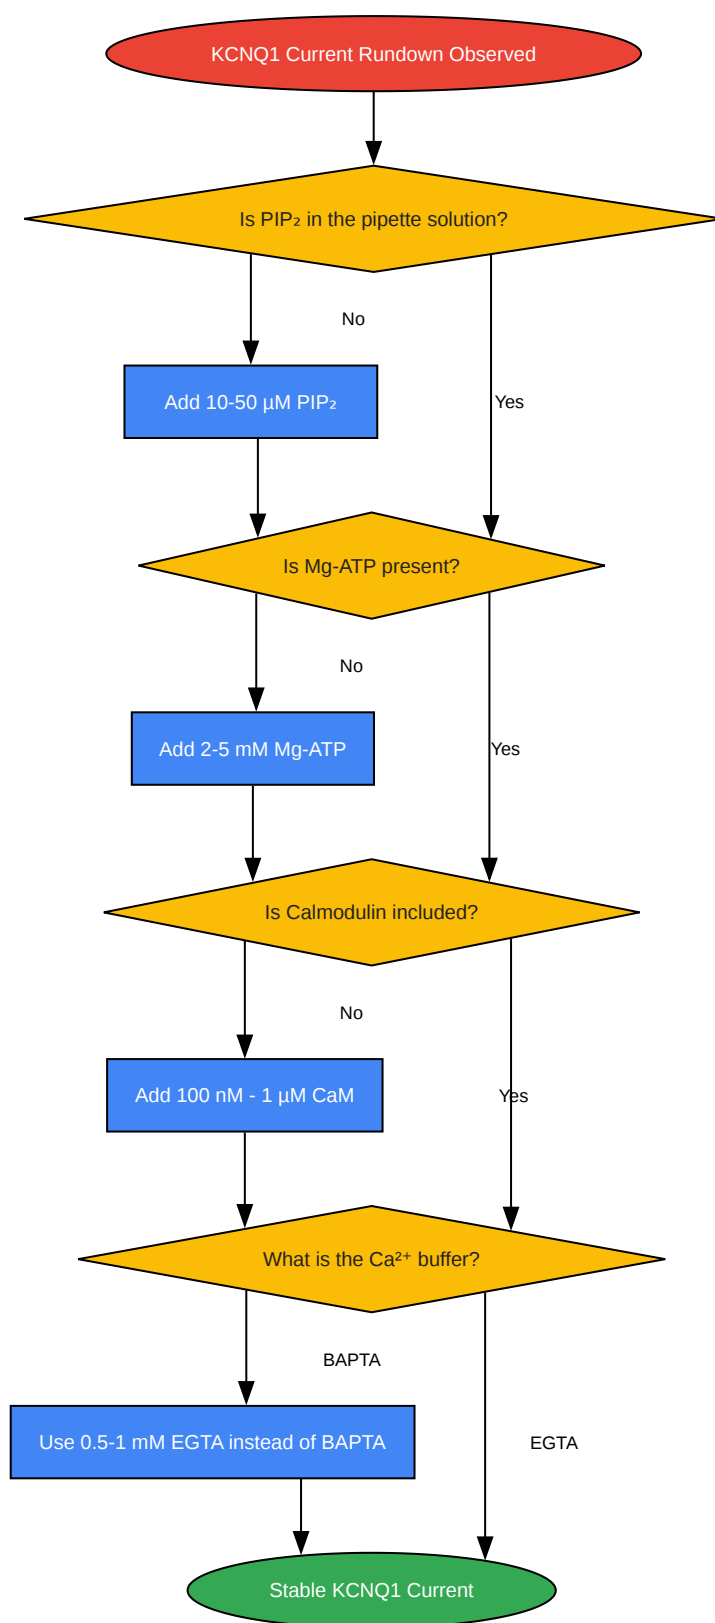 KCNQ1 Current Rundown Observed
Is PIP₂ in the pipette solution?
No
Add 10-50 µM PIP₂
Yes
Is Mg-ATP present?
No
Add 2-5 mM Mg-ATP
Yes
Is Calmodulin included?
No
Add 100 nM - 1 µM CaM
Yes
What is the Ca²⁺ buffer?
BAPTA
Use 0.5-1 mM EGTA instead of BAPTA
EGTA
Stable KCNQ1 Current